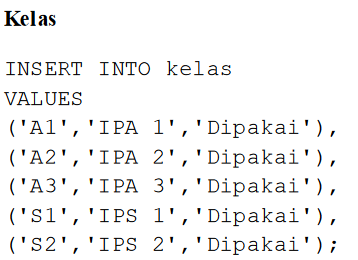 Kelas
INSERT INTO kelas
VALUES
('A1','IPA 1','Dipakai'),
('A2','IPA 2','Dipakai'),
('A3','IPA 3','Dipakai'),
('S1','IPS 1','Dipakai'),
('S2','IPS 2','Dipakai');